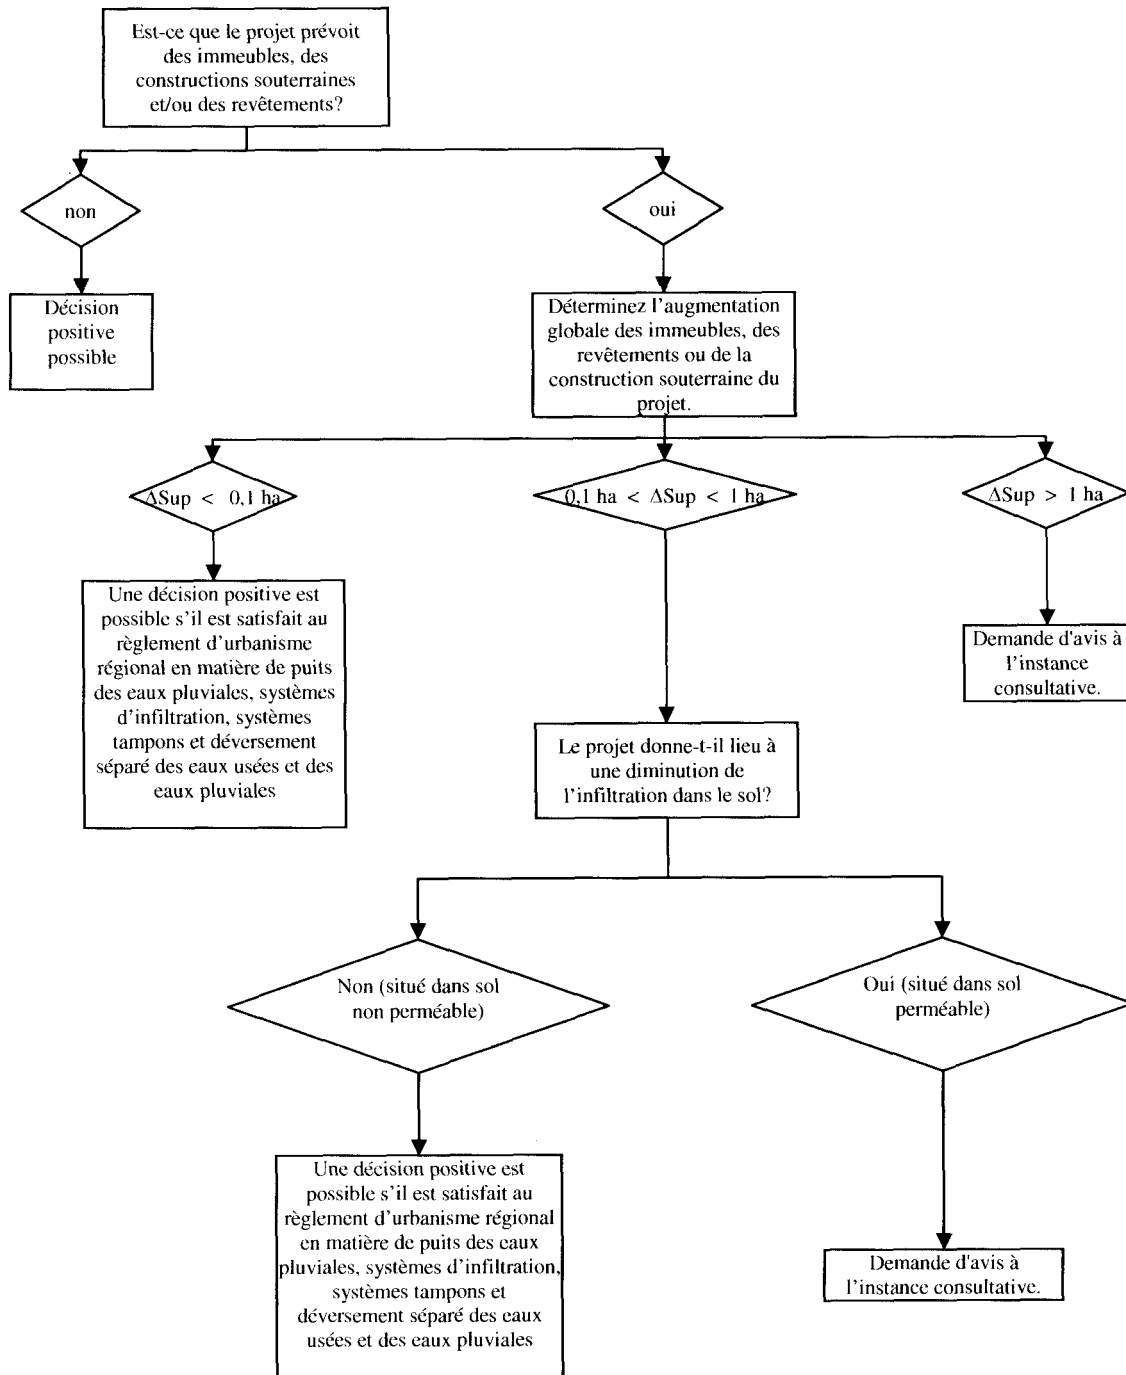 Est-ce que le projet prévoit
des immeubles, des
constructions souterraines
et/ou des revêtements?
non
oui
Décision
positive
possible
Déterminez l'augmentation
globale des immeubles, des
revêtements ou de la
construction souterraine du
projet.
ΔSup < 0,1 ha
0,1 ha < ΔSup < 1 ha
ΔSup > 1 ha
Une décision positive est
possible s'il est satisfait au
règlement d'urbanisme
régional en matière de puits
des eaux pluviales, systèmes
d'infiltration, systèmes
tampons et déversement
séparé des eaux usées et des
eaux pluviales
Demande d'avis à
l'instance
consultative.
Le projet donne-t-il lieu à
une diminution de
l'infiltration dans le sol?
Non (situé dans sol
non perméable)
Oui (situé dans sol
perméable)
Une décision positive est
possible s'il est satisfait au
règlement d'urbanisme régional
en matière de puits des eaux
pluviales, systèmes d'infiltration,
systèmes tampons et
déversement séparé des eaux
usées et des eaux pluviales
Demande d'avis à
l'instance consultative.